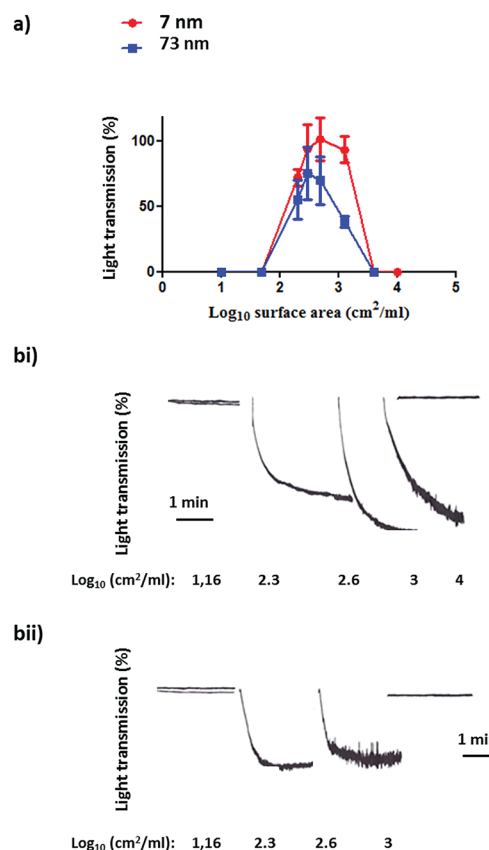 a)
7 nm
73 nm
Light transmission (%)
100
50
0
0 1 2 3 4 5
Log10 surface area (cm2/ml)
bi)
Light transmission (%)
1 min
Log10 (cm2/ml): 1,16 2.3 2.6 3 4
bii)
Light transmission (%)
1 min
Log10 (cm2/ml): 1,16 2.3 2.6 3